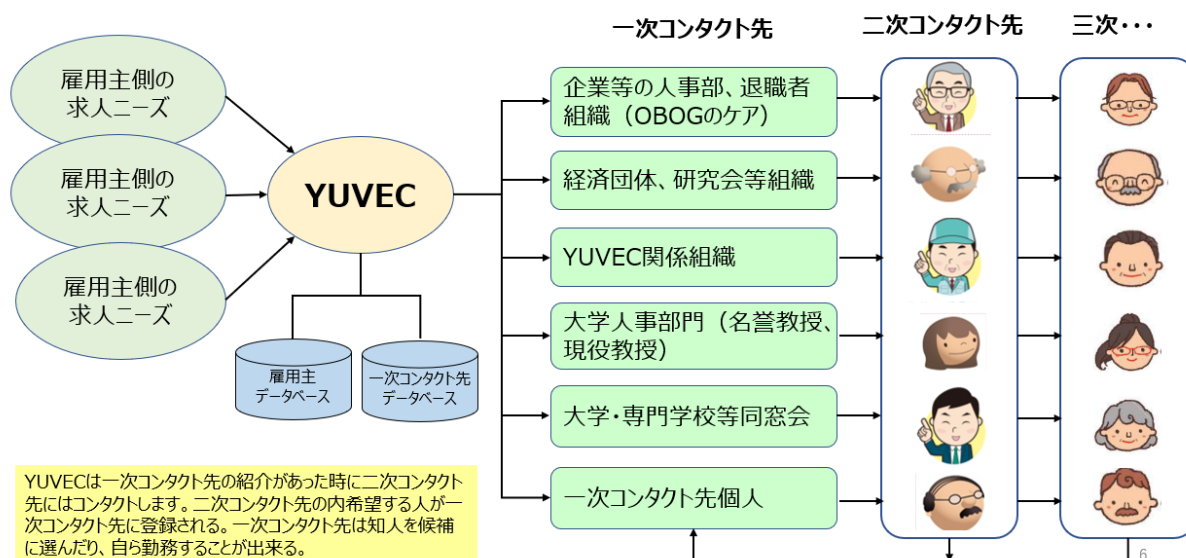 一次コンタクト先
二次コンタクト先
三次・・・
雇用主側の
求人ニーズ
雇用主側の
求人ニーズ
雇用主側の
求人ニーズ
YUVEC
雇用主
データベース
一次コンタクト先
データベース
企業等の人事部、退職者
組織（OBOGのケア）
経済団体、研究会等組織
YUVEC関係組織
大学人事部門（名誉教授、
現役教授）
大学・専門学校等同窓会
一次コンタクト先個人
YUVECは一次コンタクト先の紹介があった時に二次コンタクト
先にはコンタクトします。二次コンタクト先の内希望する人が一
次コンタクト先に登録される。一次コンタクト先は知人を候補
に選んだり、自ら勤務することが出来る。
6